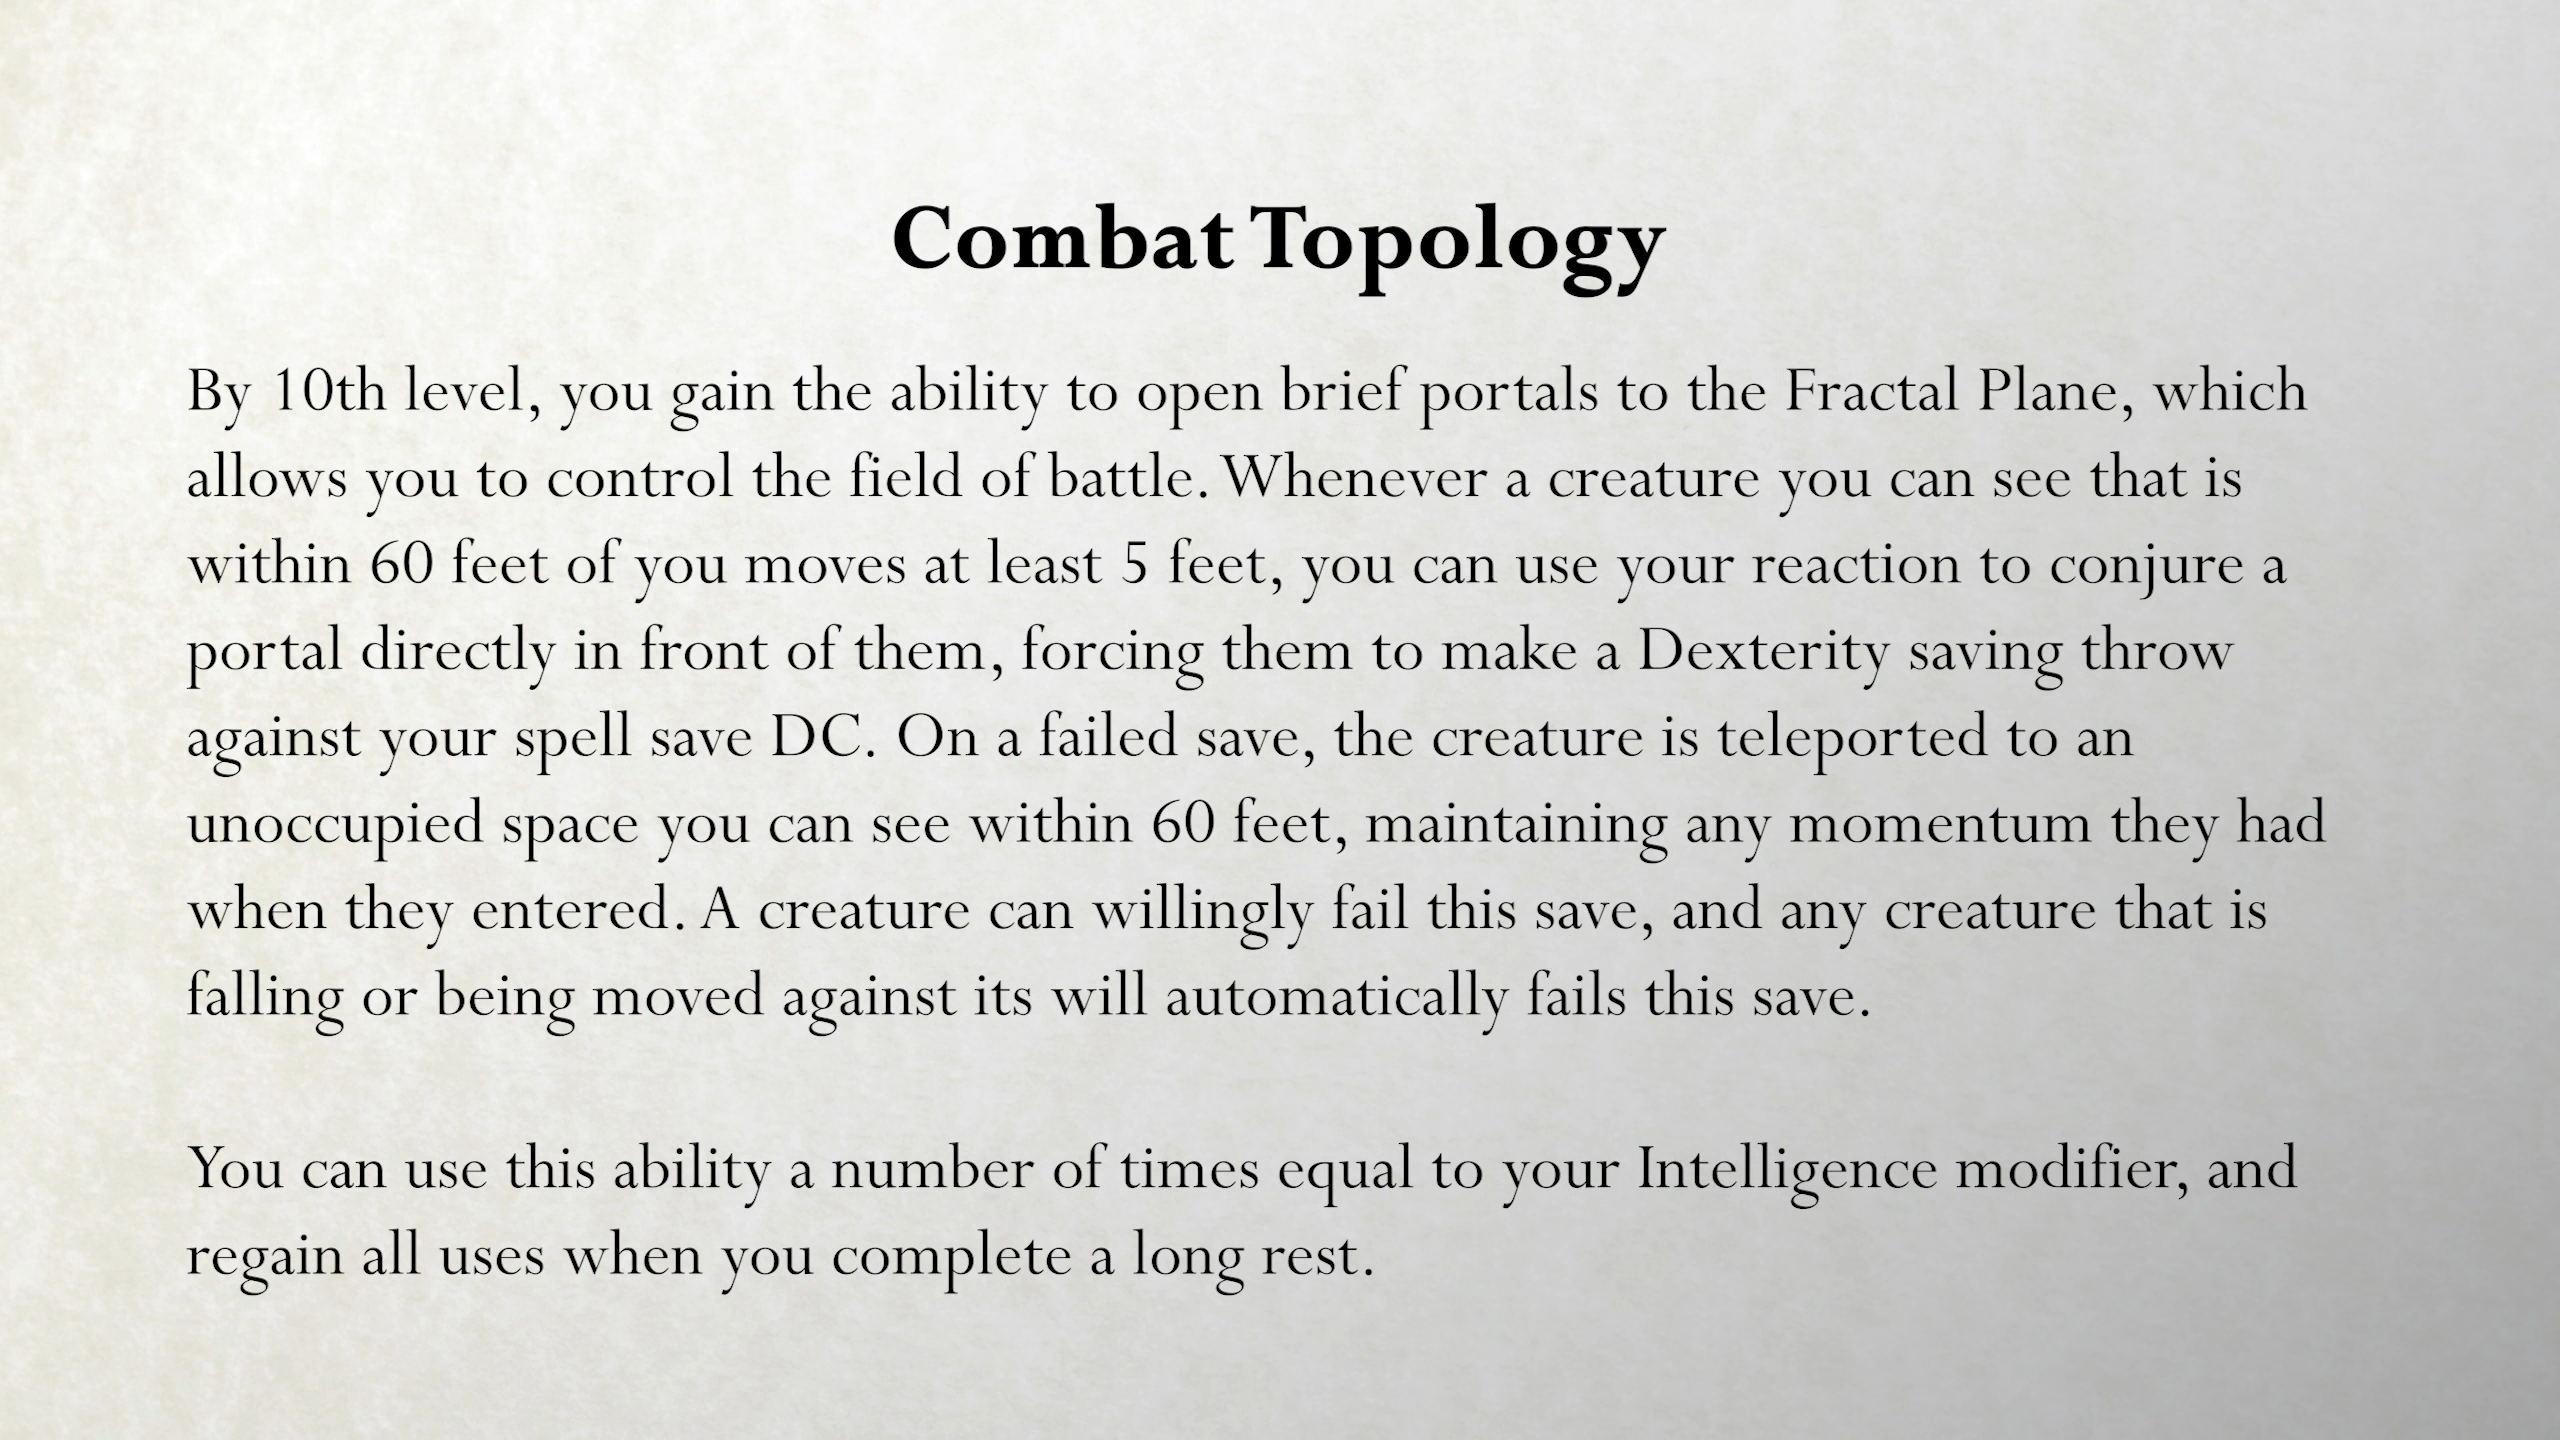 Combat Topology
By 10th level, you gain the ability to open brief portals to the Fractal Plane, which
allows you to control the field of battle. Whenever a creature you can see that is
within 60 feet of you moves at least 5 feet, you can use your reaction to conjure a
portal directly in front of them, forcing them to make a Dexterity saving throw
against your spell save DC. On a failed save, the creature is teleported to an
unoccupied space you can see within 60 feet, maintaining any momentum they had
when they entered. A creature can willingly fail this save, and any creature that is
falling or being moved against its will automatically fails this save.
You can use this ability a number of times equal to your Intelligence modifier, and
regain all uses when you complete a long rest.